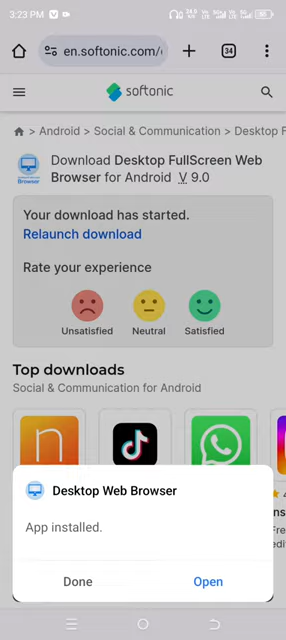 3:23 PM
en.softonic.com/
34
softonic
> Android > Social & Communication > Desktop F
Download Desktop FullScreen Web
Browser for Android V 9.0
Your download has started.
Relaunch download
Rate your experience
Unsatisfied Neutral Satisfied
Top downloads
Social & Communication for Android
Desktop Web Browser
App installed.
Done Open